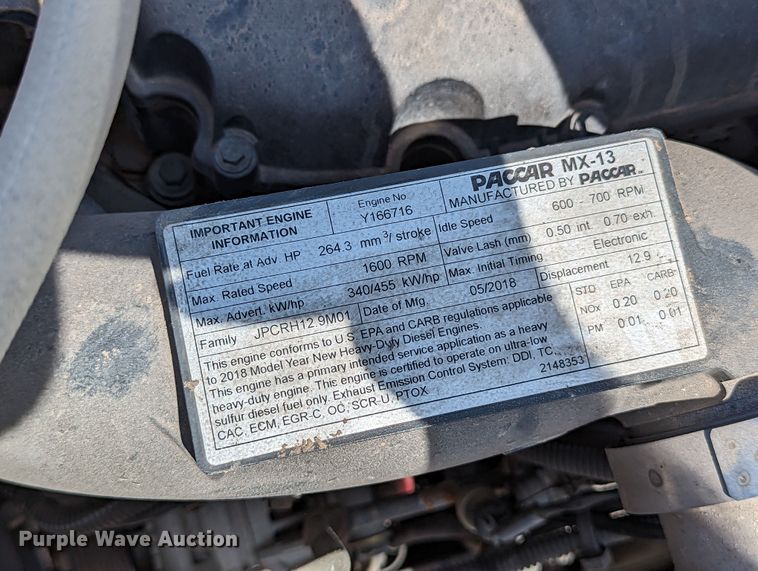 IMPORTANT ENGINE
INFORMATION
Engine No
Y166716
PACCAR MX-13
MANUFACTURED BY PACCAR
Fuel Rate at Adv. HP 264.3 mm3/ stroke
Idle Speed 600 - 700 RPM
Max. Rated Speed 1600 RPM
Valve Lash (mm) 0.50 int 0.70 exh.
Max. Advert. kW/hp 340/455 kW/hp
Max. Initial Timing Electronic
Family JPCRH12.9M01
Date of Mfg. 05/2018
Displacement 12.9
This engine conforms to U.S. EPA and CARB regulations applicable
to 2018 Model Year New Heavy-Duty Diesel Engines.
This engine has a primary intended service application as a heavy
heavy-duty engine. This engine is certified to operate on ultra-low
sulfur diesel fuel only. Exhaust Emission Control System: DDI, TC,
CAC, ECM, EGR-C, OC, SCR-U, PTOX
2148353
STD EPA CARB
NOx 0.20 0.20
PM 0.01 0.01
Purple Wave Auction